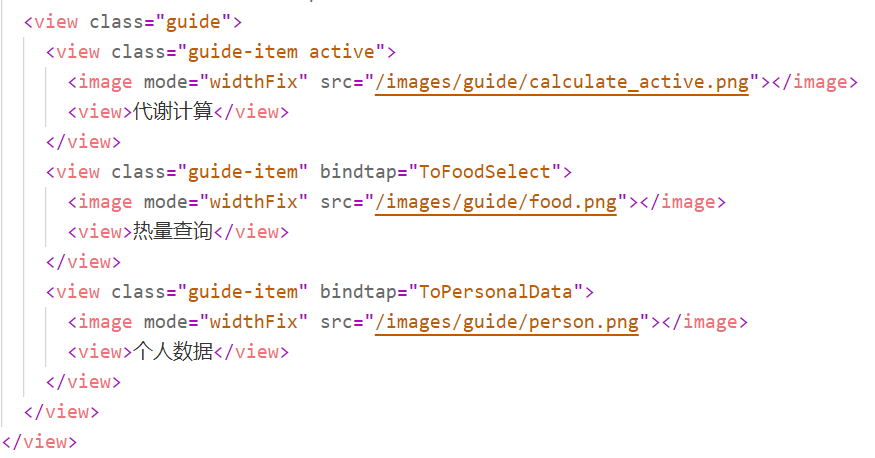 <view class="guide">
<view class="guide-item active">
<image mode="widthFix" src="/images/guide/calculate_active.png"></image>
<view>代谢计算</view>
</view>
<view class="guide-item" bindtap="ToFoodSelect">
<image mode="widthFix" src="/images/guide/food.png"></image>
<view>热量查询</view>
</view>
<view class="guide-item" bindtap="ToPersonalData">
<image mode="widthFix" src="/images/guide/person.png"></image>
<view>个人数据</view>
</view>
</view>
</view>